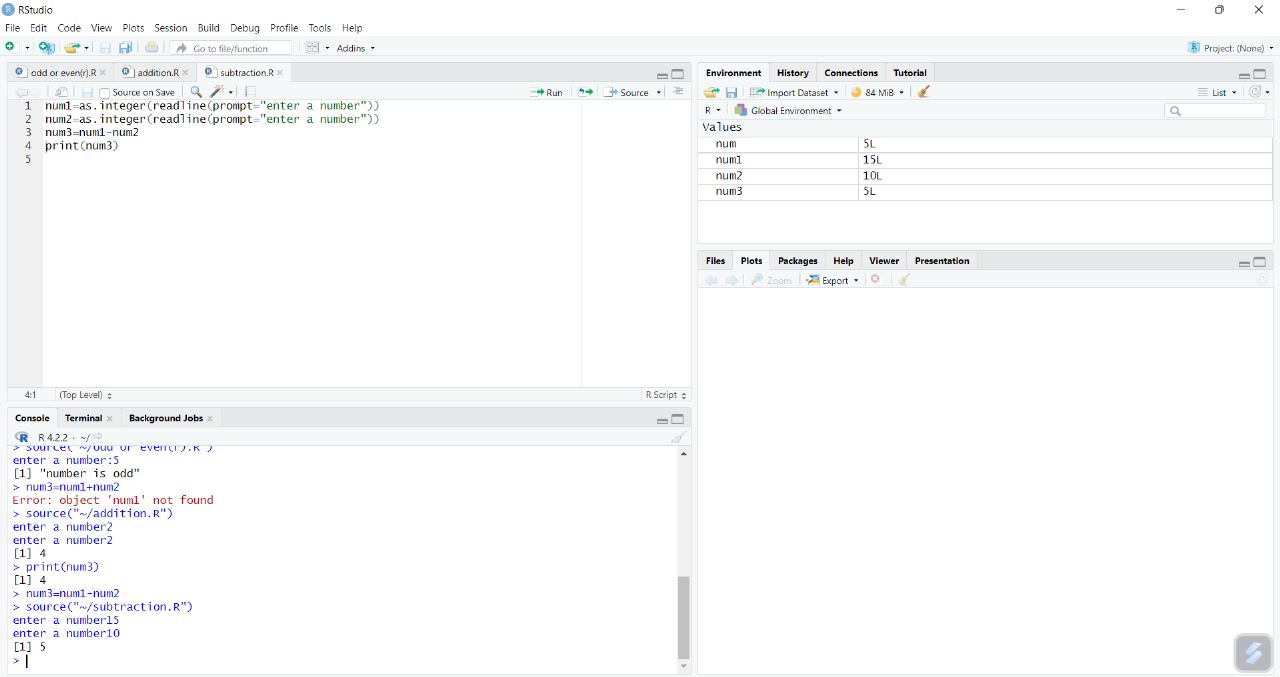 RStudio
File Edit Code View Plots Session Build Debug Profile Tools Help
Go to file/function Addins Project: (None)
odd or even(r).R addition.R subtraction.R
Source on Save Run Source
1 num1=as.integer(readline(prompt="enter a number"))
2 num2=as.integer(readline(prompt="enter a number"))
3 num3=num1-num2
4 print(num3)
5
4:1 (Top Level) R Script
Console Terminal Background Jobs
R 4.2.2 · ~/
> source("~/odd or even(r).R")
enter a number:5
[1] "number is odd"
> num3=num1+num2
Error: object 'num1' not found
> source("~/addition.R")
enter a number2
enter a number2
[1] 4
> print(num3)
[1] 4
> num3=num1-num2
> source("~/subtraction.R")
enter a number15
enter a number10
[1] 5
>
Environment History Connections Tutorial
Import Dataset 84 MiB List
R Global Environment
Values
num 5L
num1 15L
num2 10L
num3 5L
Files Plots Packages Help Viewer Presentation
Zoom Export